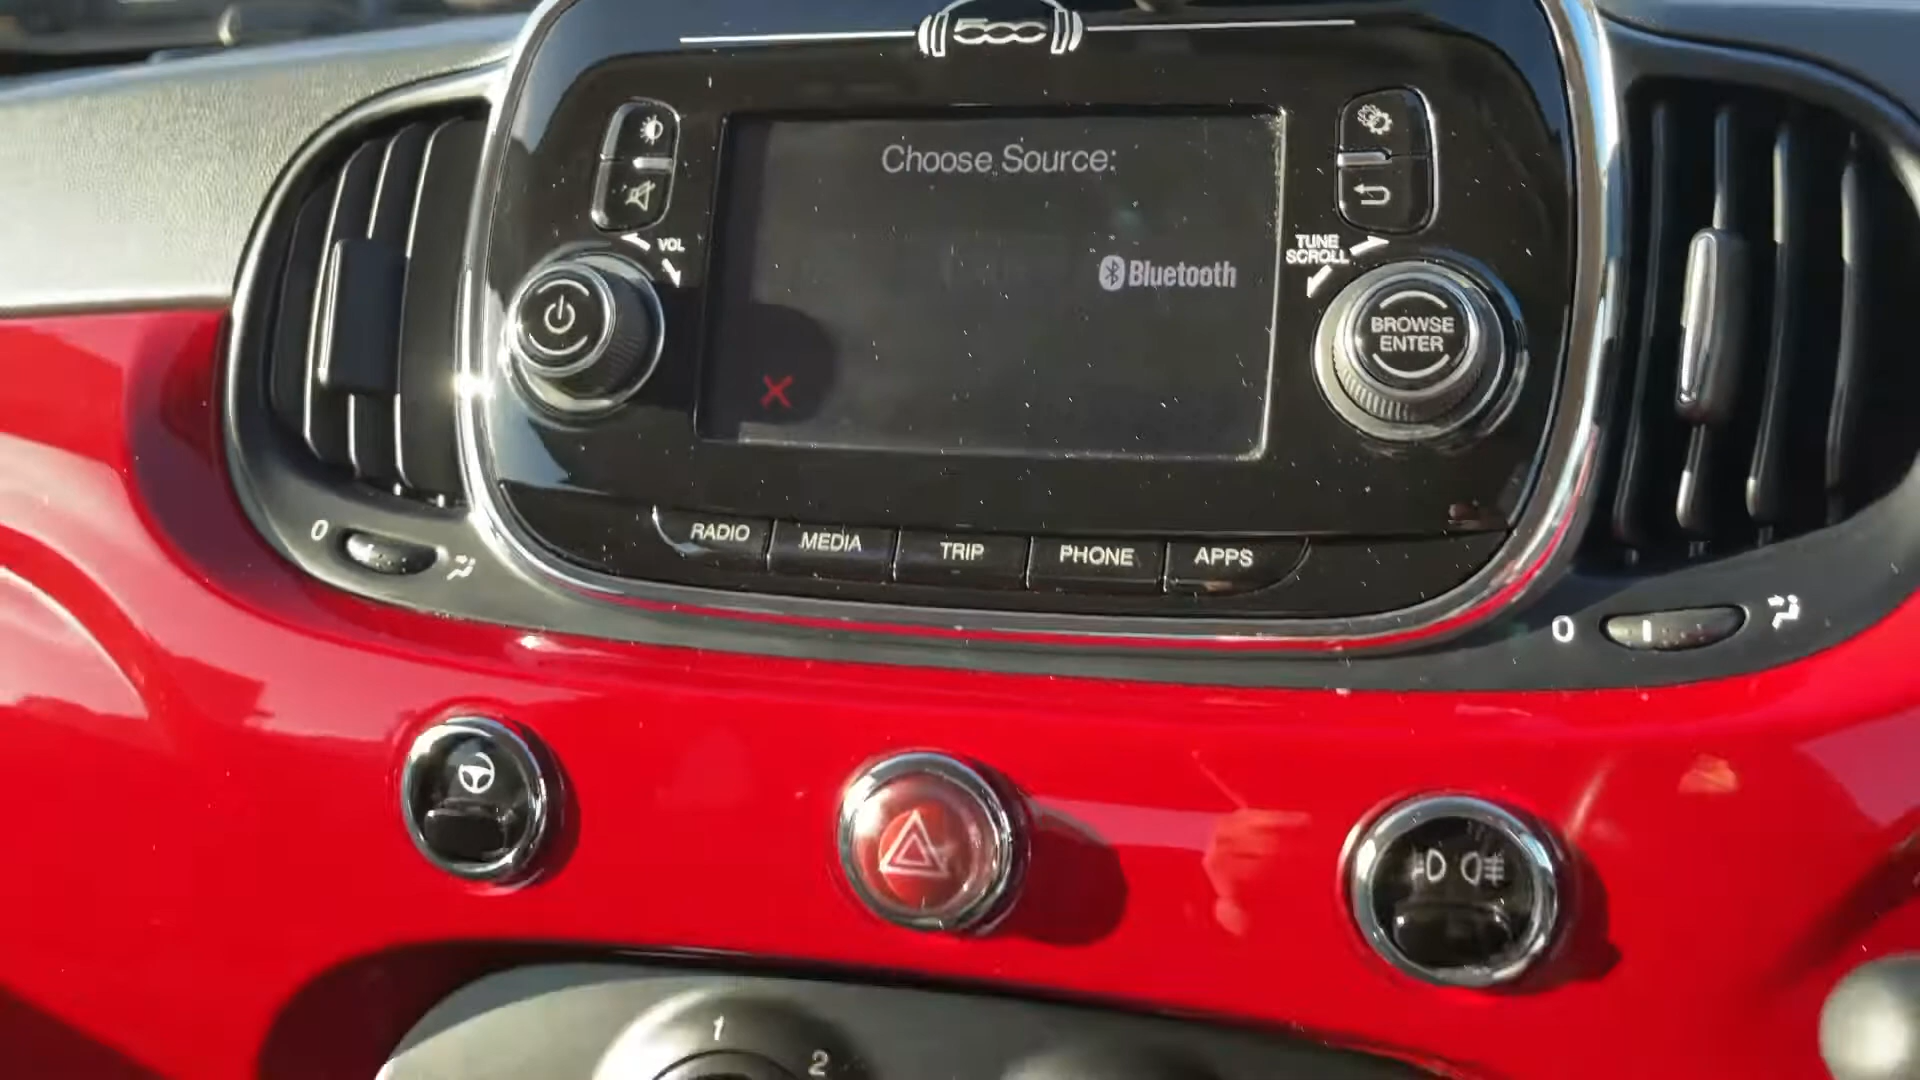 500
Choose Source:
VOL
TUNE
SCROLL
Bluetooth
BROWSE
ENTER
RADIO
MEDIA
TRIP
PHONE
APPS
0
0
1
2